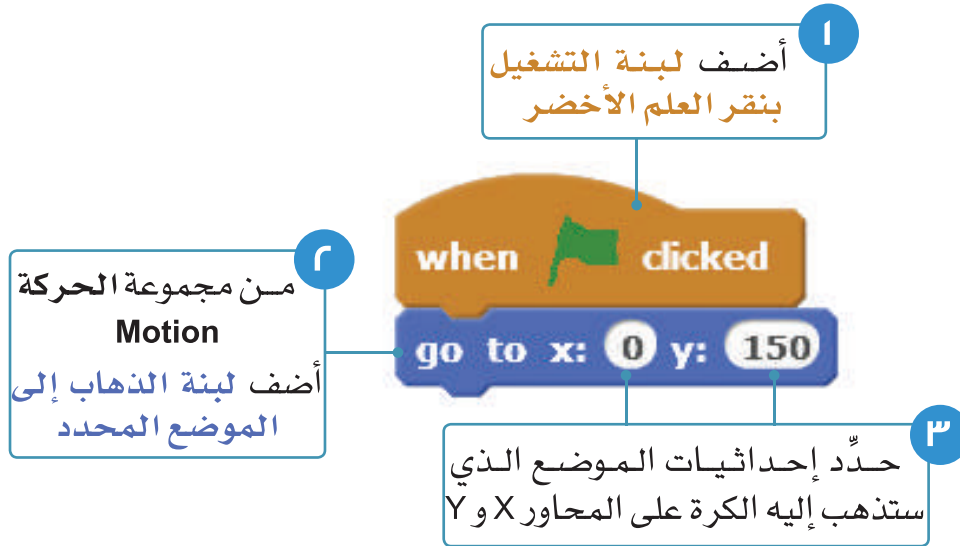 ١
أضف لبنة التشغيل
بنقر العلم الأخضر
when clicked
go to x: 0 y: 150
٢
من مجموعة الحركة
Motion
أضف لبنة الذهاب إلى
الموضع المحدد
٣
حدِّد إحداثيات الموضع الذي
ستذهب إليه الكرة على المحاور X و Y